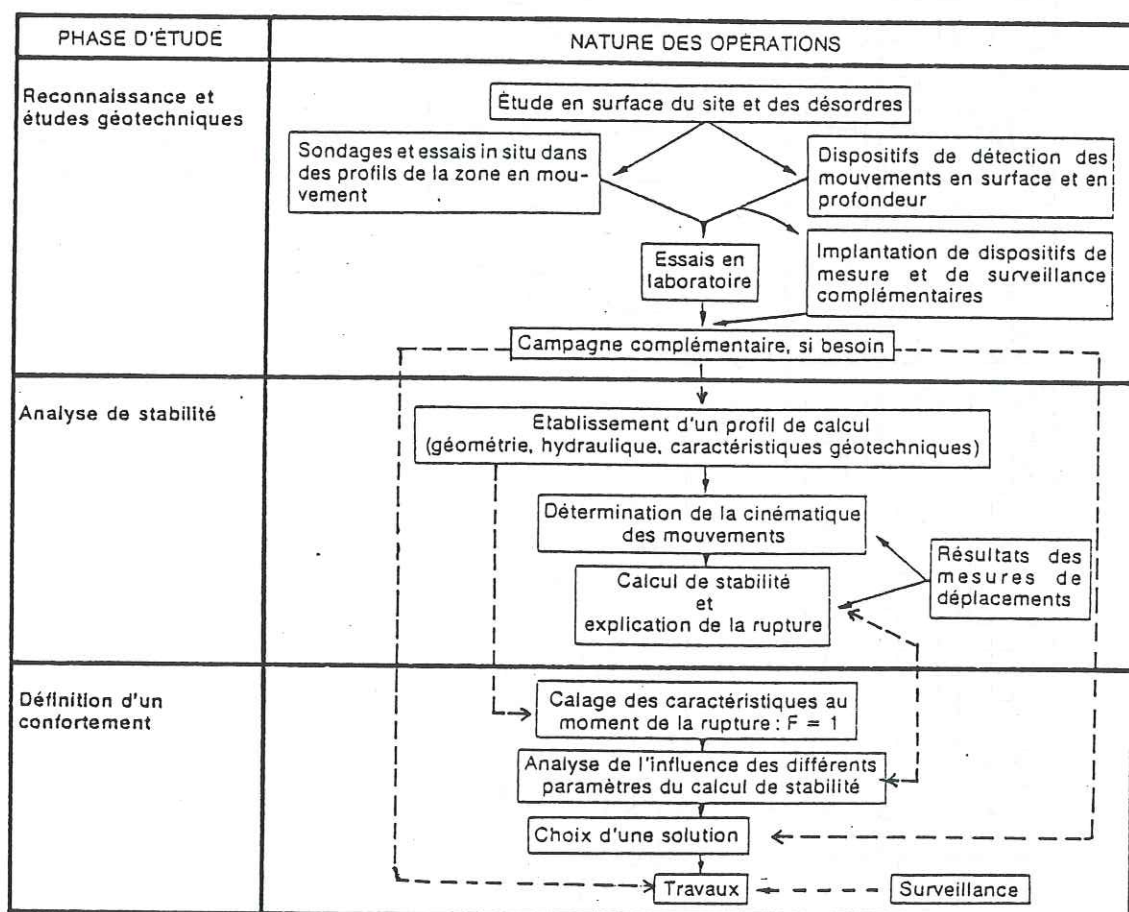 PHASE D'ÉTUDE
NATURE DES OPÉRATIONS
Reconnaissance et
études géotechniques
Étude en surface du site et des désordres
Sondages et essais in situ dans
des profils de la zone en mou-
vement
Dispositifs de détection des
mouvements en surface et en
profondeur
Essais en
laboratoire
Implantation de dispositifs de
mesure et de surveillance
complémentaires
Campagne complémentaire, si besoin
Analyse de stabilité
Etablissement d'un profil de calcul
(géométrie, hydraulique, caractéristiques géotechniques)
Détermination de la cinématique
des mouvements
Résultats des
mesures de
déplacements
Calcul de stabilité
et
explication de la rupture
Définition d'un
confortement
Calage des caractéristiques au
moment de la rupture : F = 1
Analyse de l'influence des différents
paramètres du calcul de stabilité
Choix d'une solution
Travaux
Surveillance